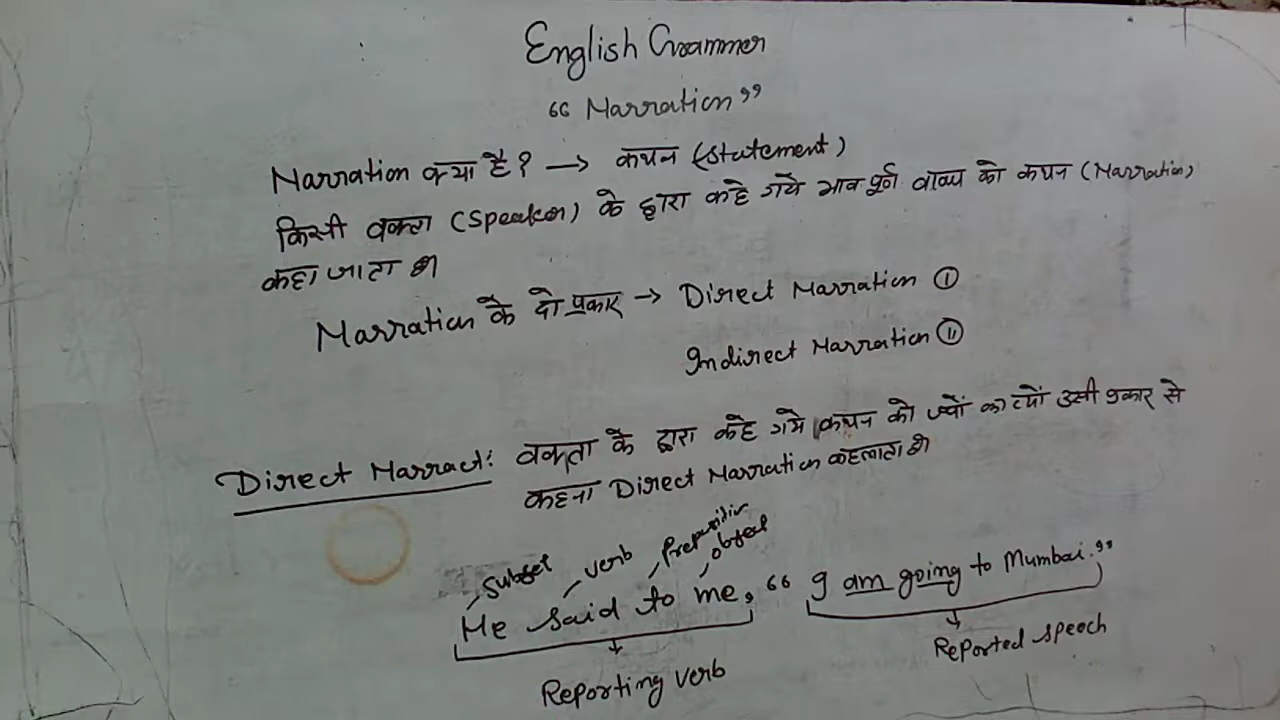 English Grammer
"Narration"
Narration क्या है? → कथन (Statement)
किसी वक्ता (Speaker) के द्वारा कहे गये भाव पूर्ण वाक्य को कथन (Narration)
कहा जाता है।
Narration के दो प्रकार → Direct Narration ①
Indirect Narration ⑪
Direct Narract: वक्ता के द्वारा कहे गये कथन को ज्यों का त्यों उसी प्रकार से
कहना Direct Narration कहलाता है।
subject verb Preposition object
He said to me, "I am going to Mumbai."
Reporting verb
Reported speech